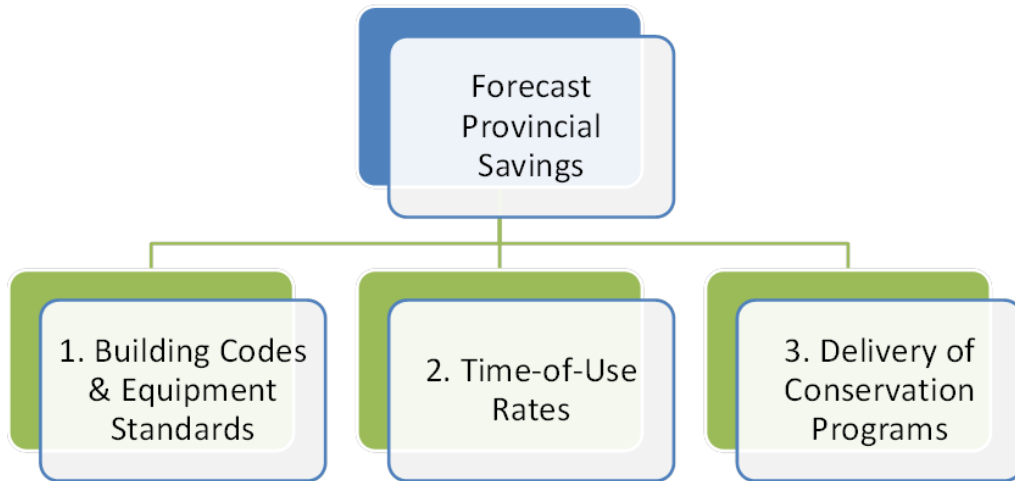 Forecast
Provincial
Savings
1. Building Codes
& Equipment
Standards
2. Time-of-Use
Rates
3. Delivery of
Conservation
Programs